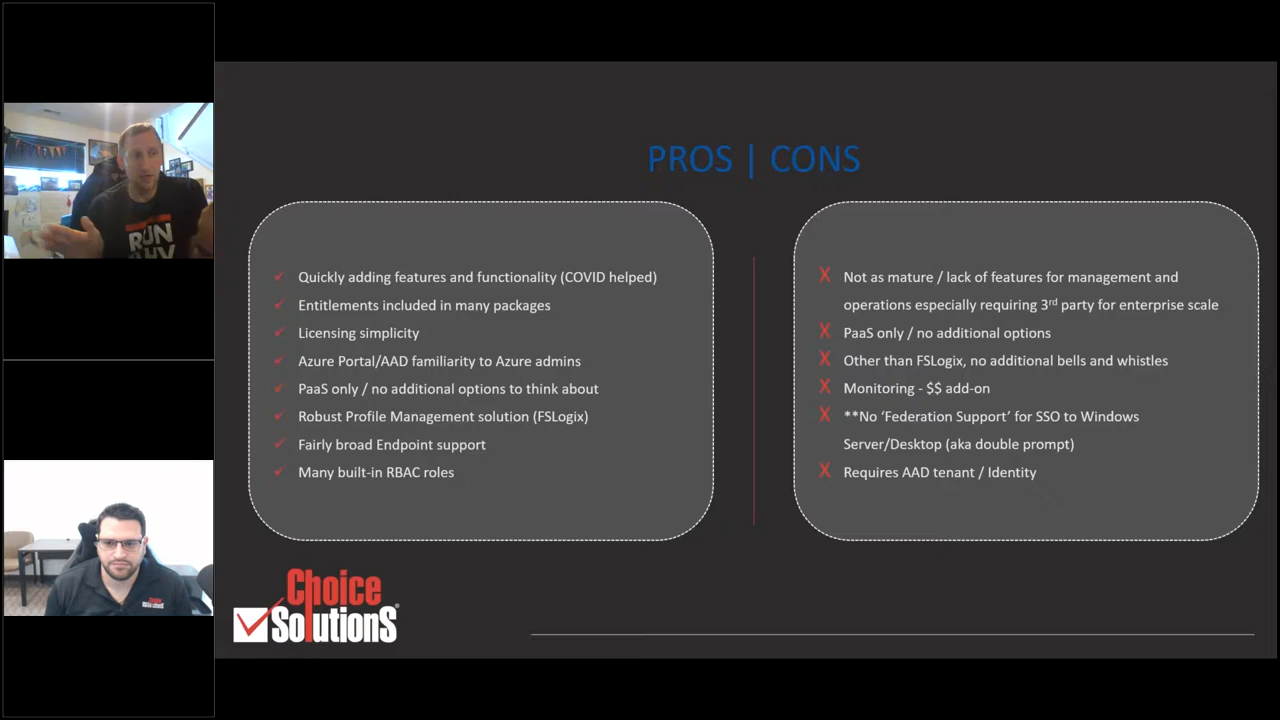 PROS | CONS
Quickly adding features and functionality (COVID helped)
Entitlements included in many packages
Licensing simplicity
Azure Portal/AAD familiarity to Azure admins
PaaS only / no additional options to think about
Robust Profile Management solution (FSLogix)
Fairly broad Endpoint support
Many built-in RBAC roles
Not as mature / lack of features for management and
operations especially requiring 3rd party for enterprise scale
PaaS only / no additional options
Other than FSLogix, no additional bells and whistles
Monitoring - $$ add-on
**No ‘Federation Support’ for SSO to Windows
Server/Desktop (aka double prompt)
Requires AAD tenant / Identity
Choice
Solutions®
RUN